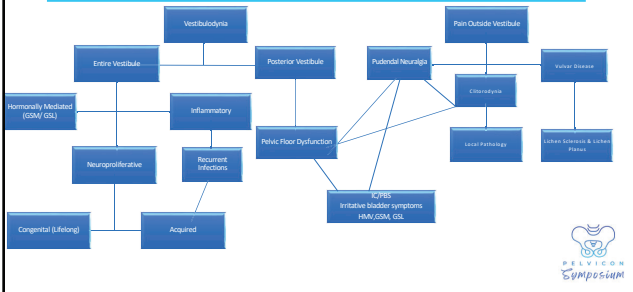 Vestibulodynia
Pain Outside Vestibule
Entire Vestibule
Posterior Vestibule
Pudendal Neuralgia
Vulvar Disease
Clitorodynia
Hormonally Mediated
(GSM/ GSL)
Inflammatory
Pelvic Floor Dysfunction
Local Pathology
Lichen Sclerosis & Lichen
Planus
Neuroproliferative
Recurrent
Infections
IC/PBS
Irritative bladder symptoms
HMV,GSM, GSL
Congenital (Lifelong)
Acquired
PELVICON
Symposium